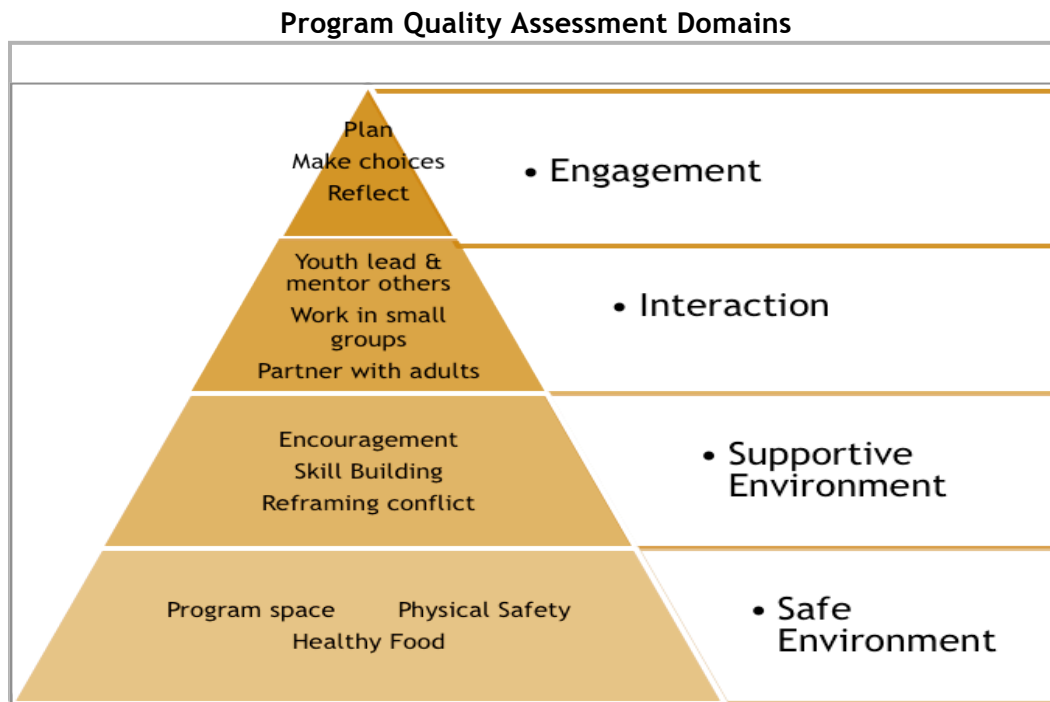 Program Quality Assessment Domains
Plan
Make choices
Reflect
• Engagement
Youth lead &
mentor others
Work in small
groups
Partner with adults
• Interaction
Encouragement
Skill Building
Reframing conflict
• Supportive
Environment
Program space Physical Safety
Healthy Food
• Safe
Environment